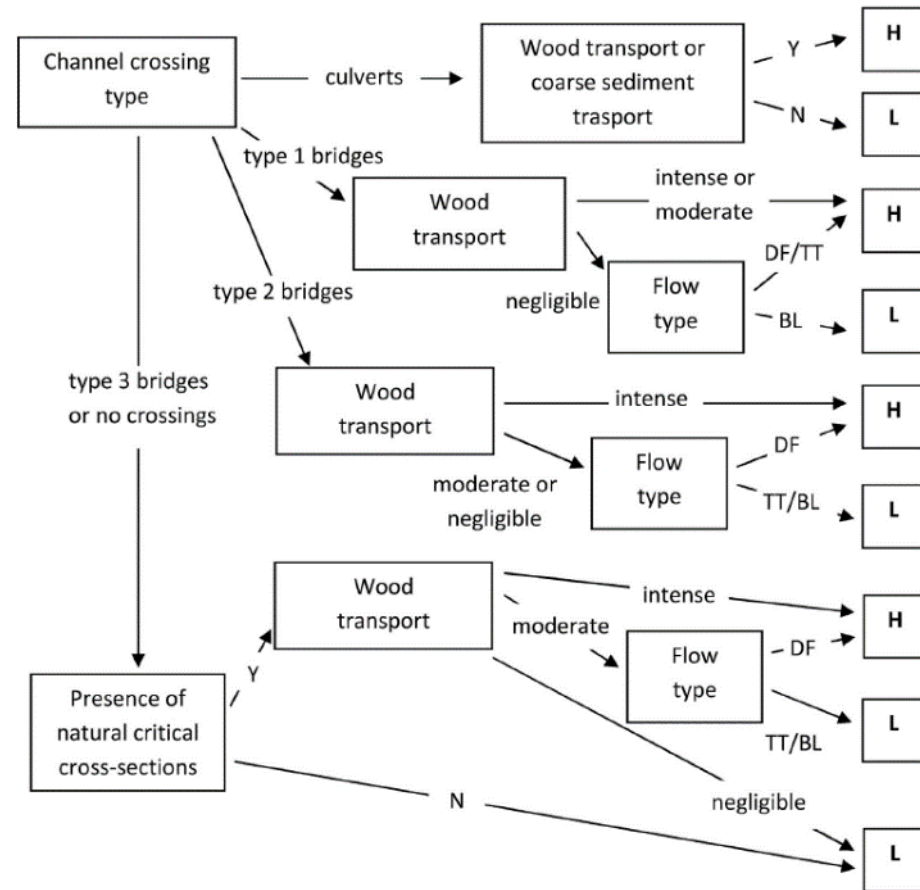 Channel crossing
type
culverts
Wood transport or
coarse sediment
trasport
Y
H
N
L
type 1 bridges
Wood
transport
intense or
moderate
H
negligible
Flow
type
DF/TT
BL
L
type 2 bridges
Wood
transport
intense
H
moderate or
negligible
Flow
type
DF
TT/BL
L
type 3 bridges
or no crossings
Presence of
natural critical
cross-sections
Y
Wood
transport
intense
H
moderate
Flow
type
DF
TT/BL
L
negligible
N
L